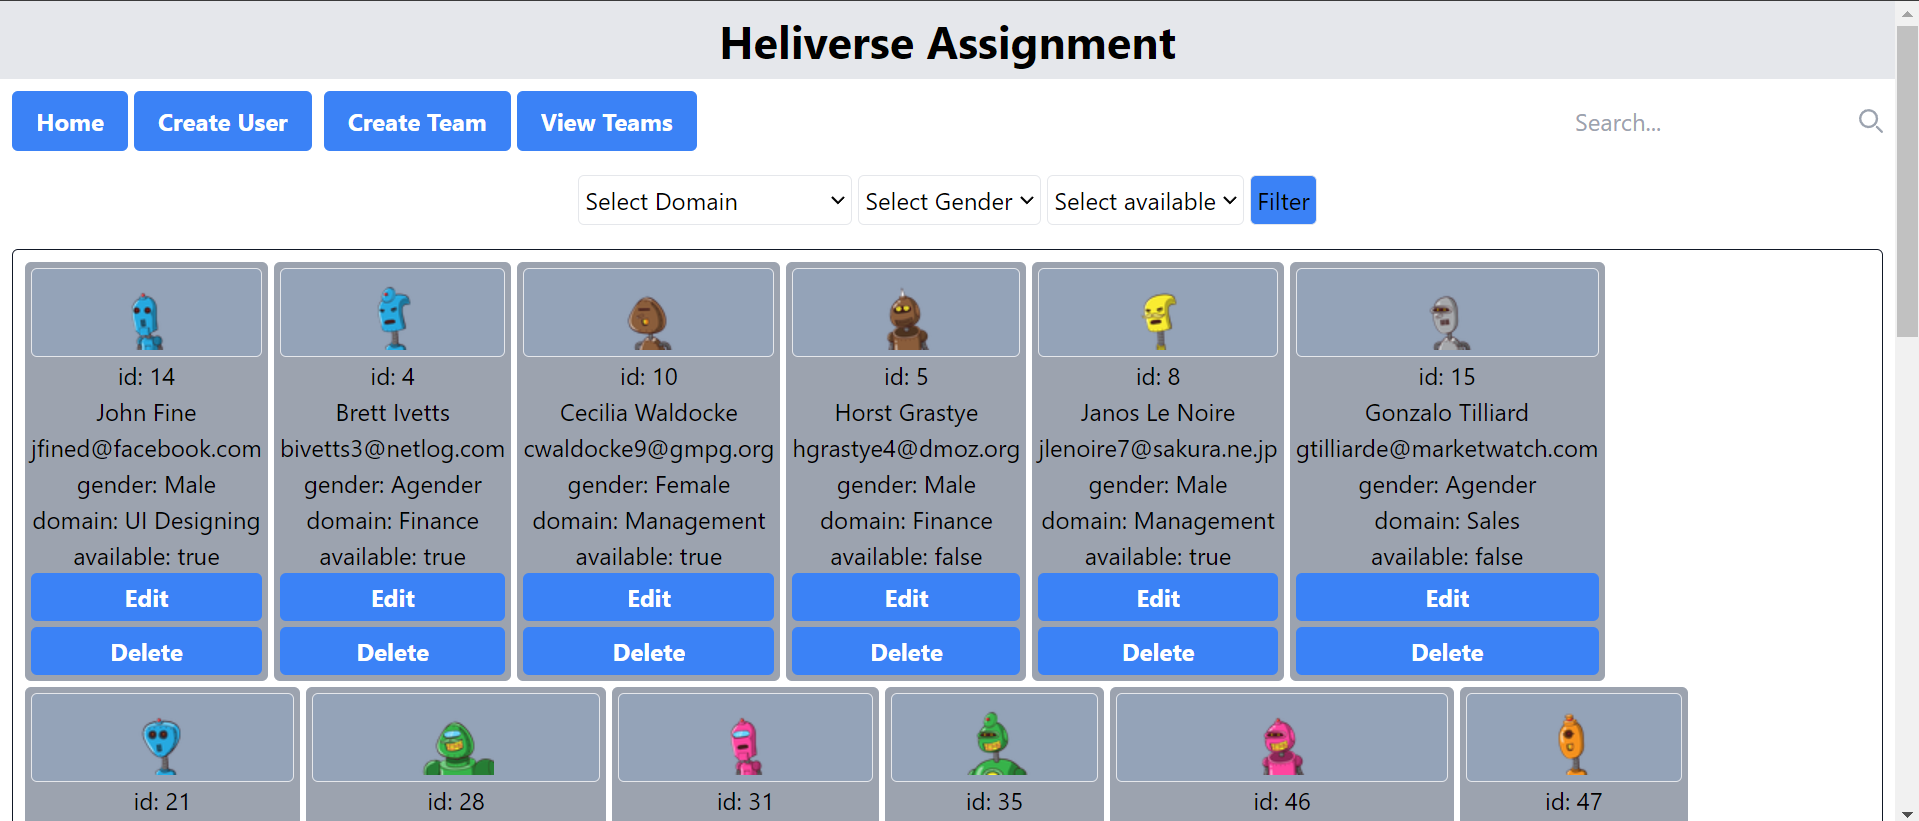 Heliverse Assignment
Home Create User Create Team View Teams Search...
Select Domain Select Gender Select available Filter
id: 14
John Fine
jfined@facebook.com
gender: Male
domain: UI Designing
available: true
Edit
Delete
id: 4
Brett Ivetts
bivetts3@netlog.com
gender: Agender
domain: Finance
available: true
Edit
Delete
id: 10
Cecilia Waldocke
cwaldocke9@gmpg.org
gender: Female
domain: Management
available: true
Edit
Delete
id: 5
Horst Grastye
hgrastye4@dmoz.org
gender: Male
domain: Finance
available: false
Edit
Delete
id: 8
Janos Le Noire
jlenoire7@sakura.ne.jp
gender: Male
domain: Management
available: true
Edit
Delete
id: 15
Gonzalo Tilliard
gtilliarde@marketwatch.com
gender: Agender
domain: Sales
available: false
Edit
Delete
id: 21
id: 28
id: 31
id: 35
id: 46
id: 47